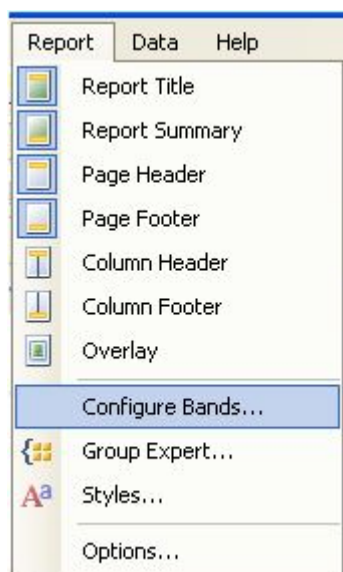 Report Data Help
Report Title
Report Summary
Page Header
Page Footer
Column Header
Column Footer
Overlay
Configure Bands...
Group Expert...
Styles...
Options...